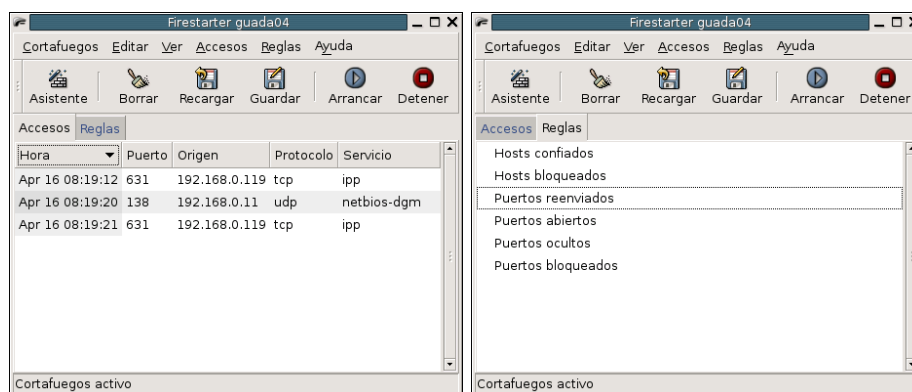 Firestarter guada04
Cortafuegos Editar Ver Accesos Reglas Ayuda
Asistente Borrar Recargar Guardar Arrancar Detener
Accesos Reglas
Hora Puerto Origen Protocolo Servicio
Apr 16 08:19:12 631 192.168.0.119 tcp ipp
Apr 16 08:19:20 138 192.168.0.11 udp netbios-dgm
Apr 16 08:19:21 631 192.168.0.119 tcp ipp
Cortafuegos activo
Firestarter guada04
Cortafuegos Editar Ver Accesos Reglas Ayuda
Asistente Borrar Recargar Guardar Arrancar Detener
Accesos Reglas
Hosts confiados
Hosts bloqueados
Puertos reenviados
Puertos abiertos
Puertos ocultos
Puertos bloqueados
Cortafuegos activo